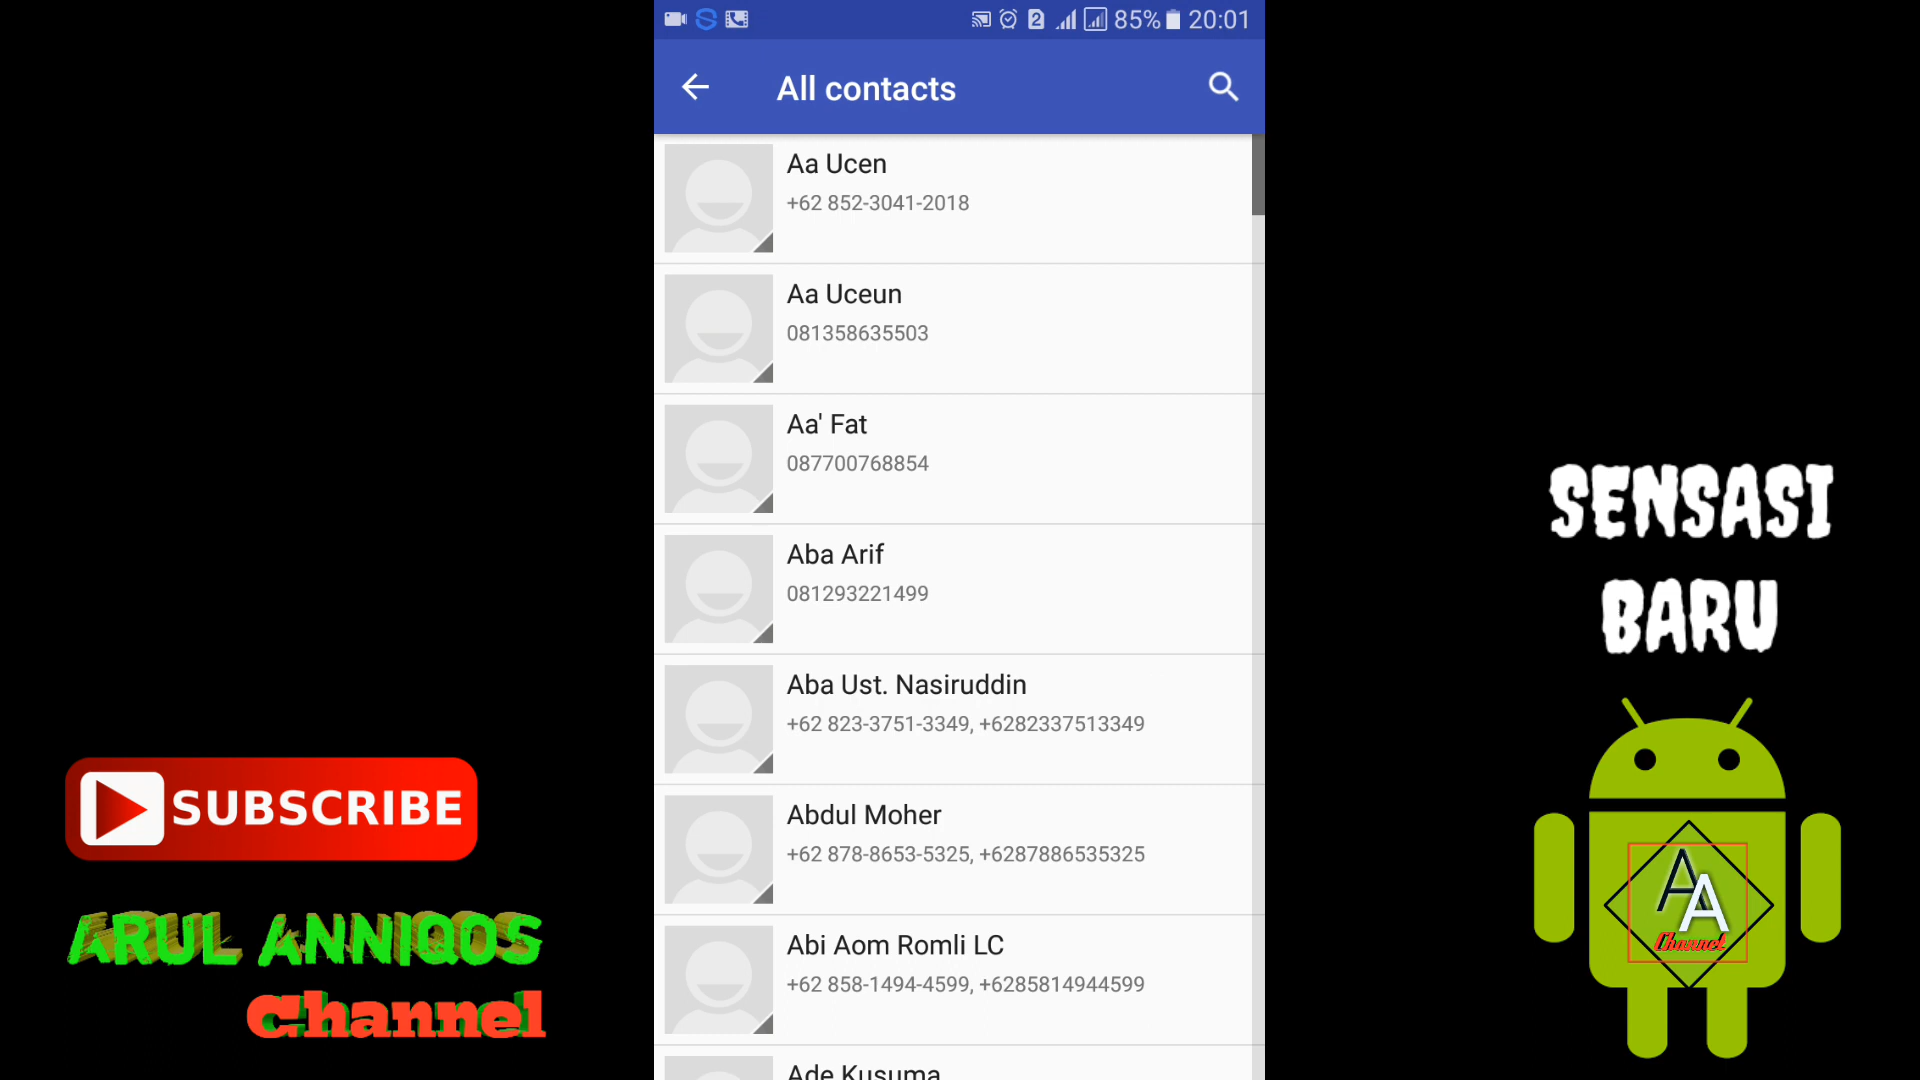 2 85% 20:01
All contacts
Aa Ucen
+62 852-3041-2018
Aa Uceun
081358635503
Aa' Fat
087700768854
Aba Arif
081293221499
Aba Ust. Nasiruddin
+62 823-3751-3349, +6282337513349
Abdul Moher
+62 878-8653-5325, +6287886535325
Abi Aom Romli LC
+62 858-1494-4599, +6285814944599
Ade Kusuma
SUBSCRIBE
ARUL ANNIQOS
Channel
SENSASI
BARU
AA
Channel